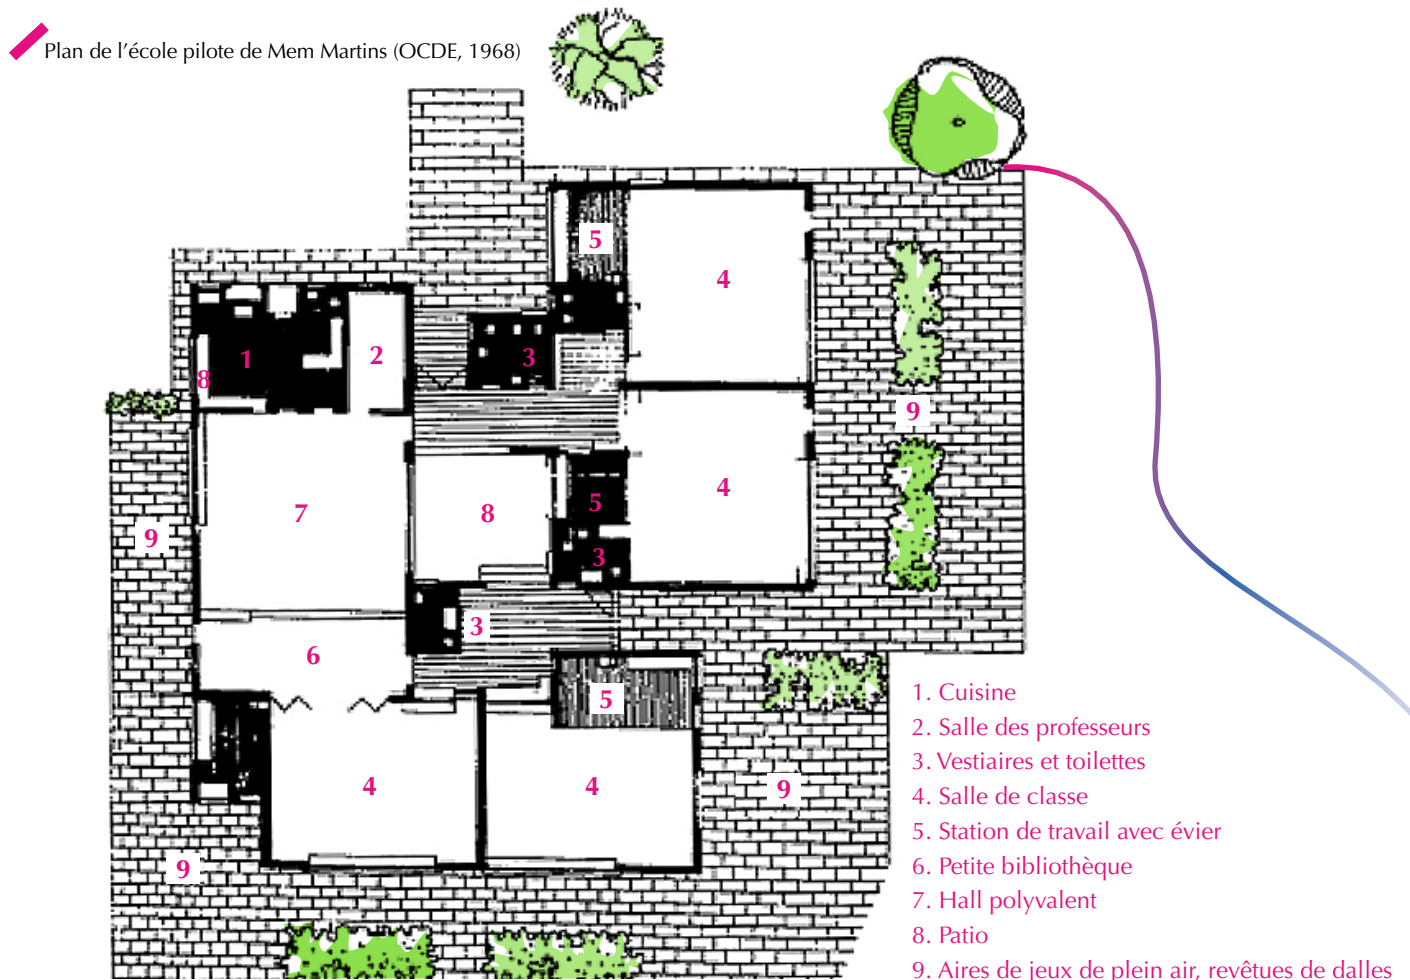 Plan de l'école pilote de Mem Martins (OCDE, 1968)
5
4
1
2
3
8
9
4
7
8
5
9
3
3
6
5
4
4
9
9
1. Cuisine
2. Salle des professeurs
3. Vestiaires et toilettes
4. Salle de classe
5. Station de travail avec évier
6. Petite bibliothèque
7. Hall polyvalent
8. Patio
9. Aires de jeux de plein air, revêtues de dalles